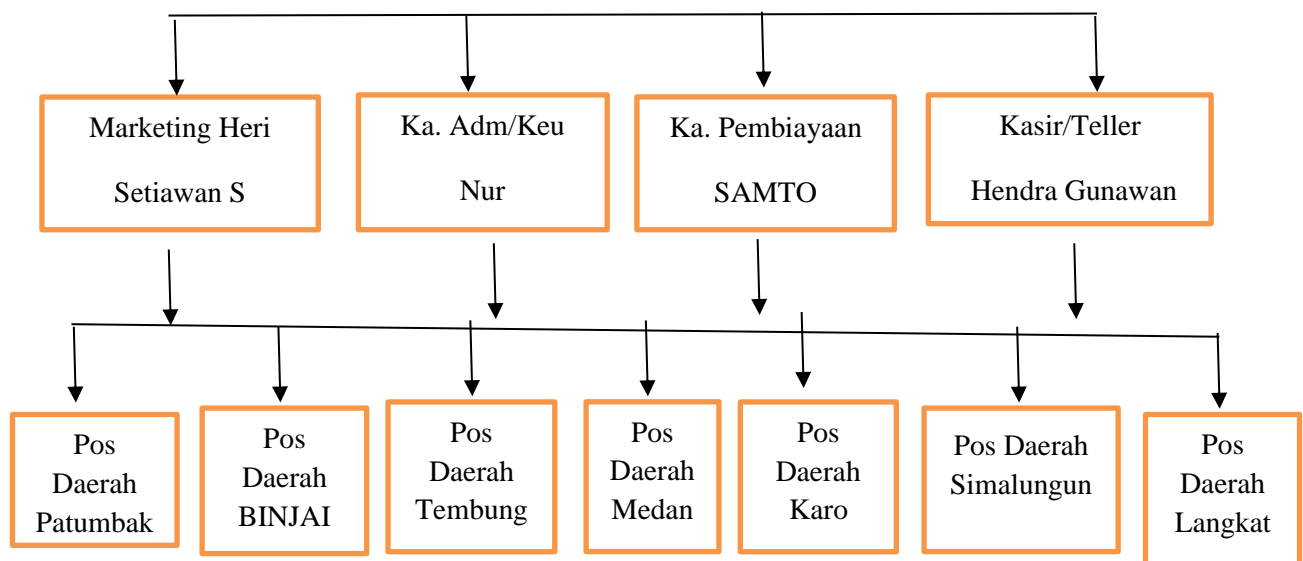 Marketing Heri
Setiawan S
Ka. Adm/Keu
Nur
Ka. Pembiayaan
SAMTO
Kasir/Teller
Hendra Gunawan
Pos
Daerah
Patumbak
Pos
Daerah
BINJAI
Pos
Daerah
Tembung
Pos
Daerah
Medan
Pos
Daerah
Karo
Pos Daerah
Simalungun
Pos
Daerah
Langkat